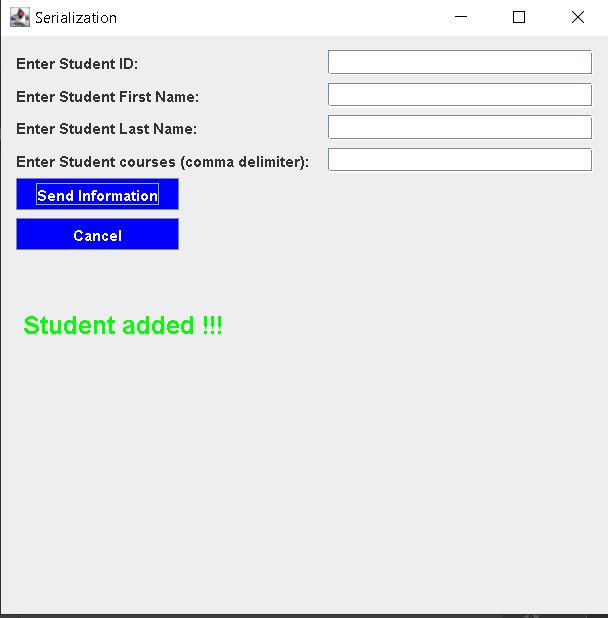 Serialization
Enter Student ID:
Enter Student First Name:
Enter Student Last Name:
Enter Student courses (comma delimiter):
Send Information
Cancel
Student added !!!